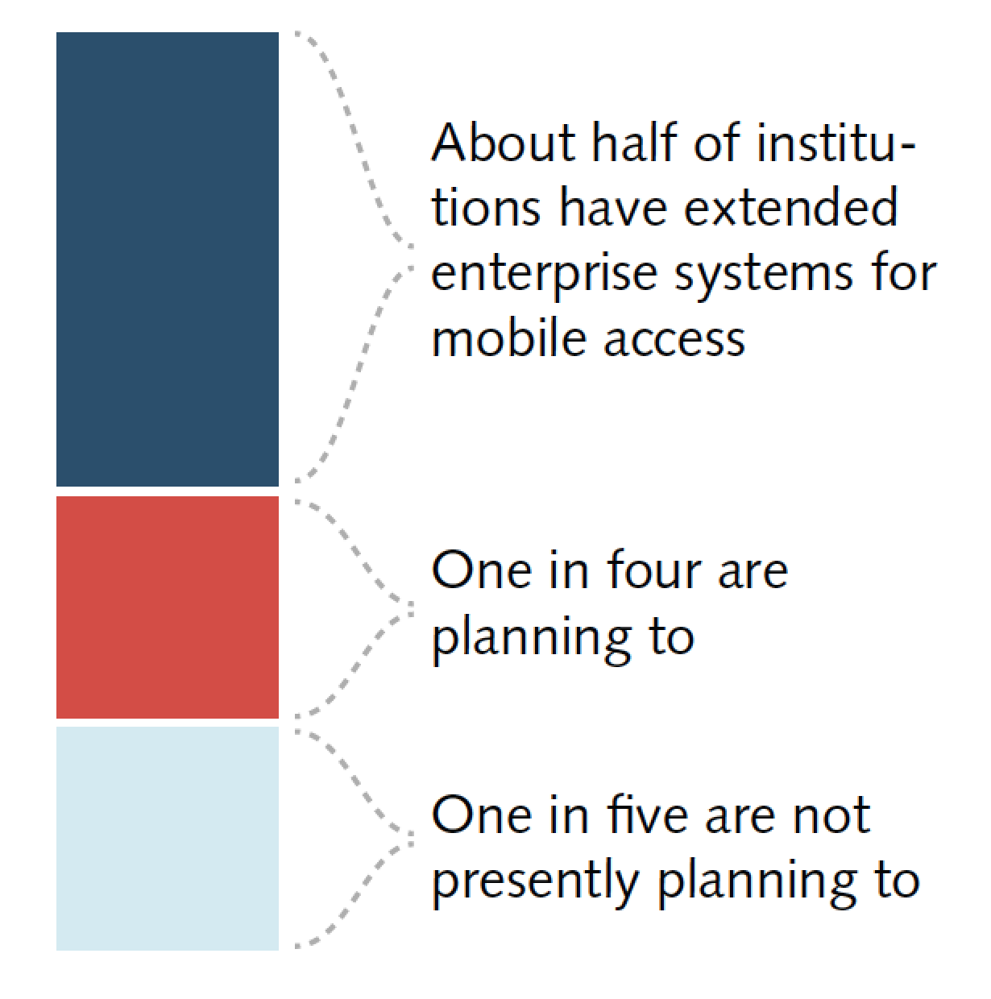 About half of institu-
tions have extended
enterprise systems for
mobile access
One in four are
planning to
One in five are not
presently planning to